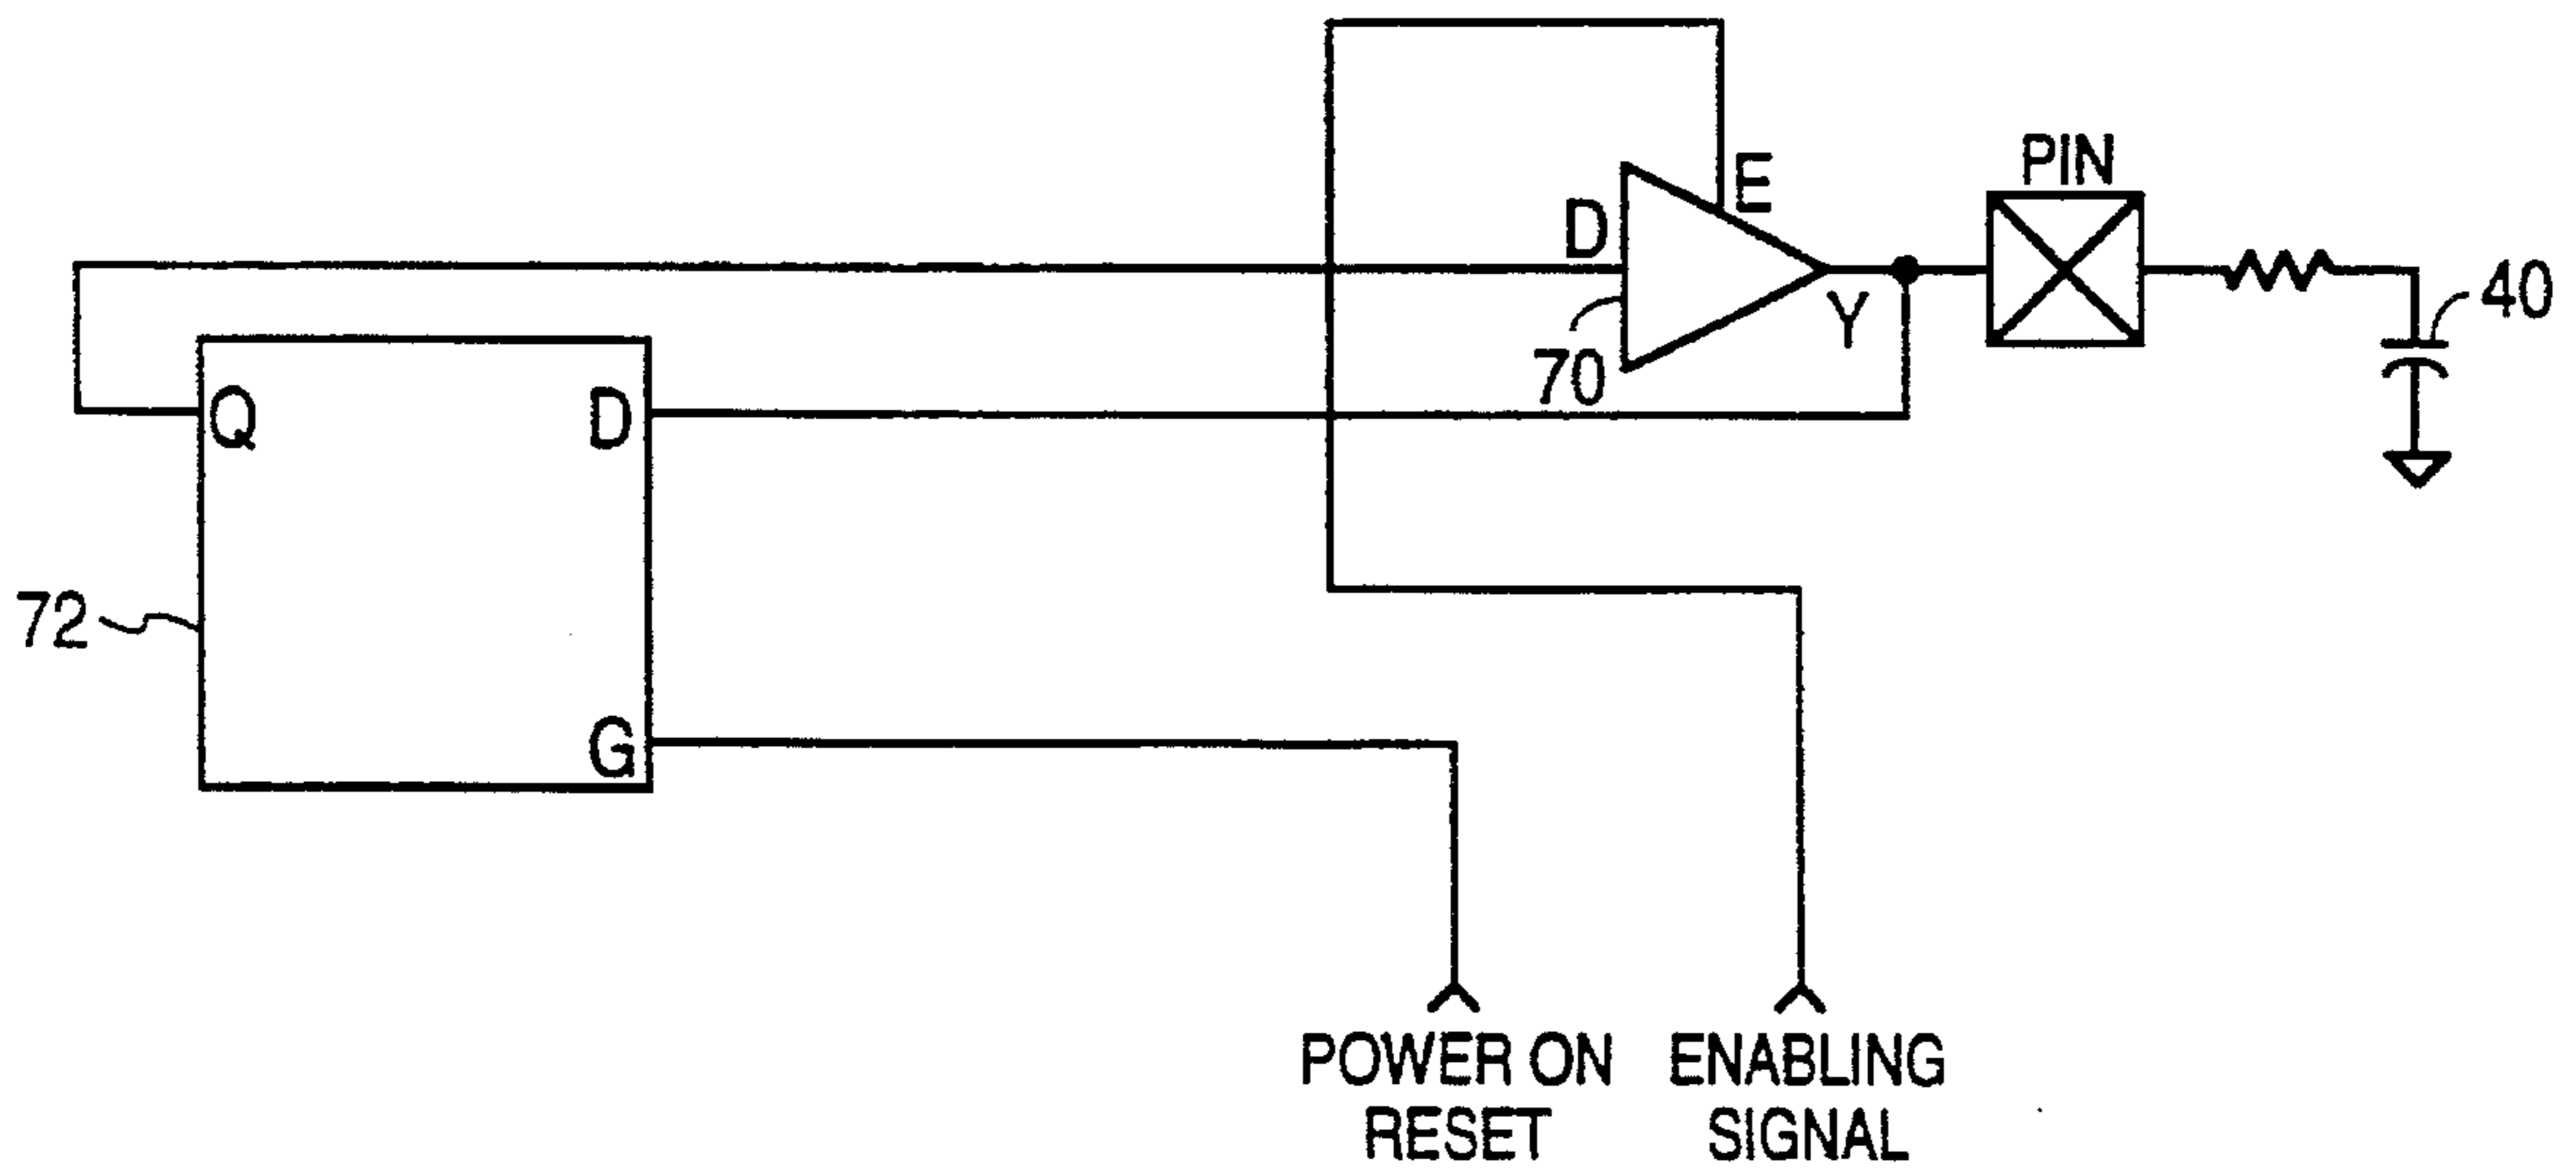 PIN
E
D
40
Y
70
Q
D
72
G
POWER ON
RESET
ENABLING
SIGNAL